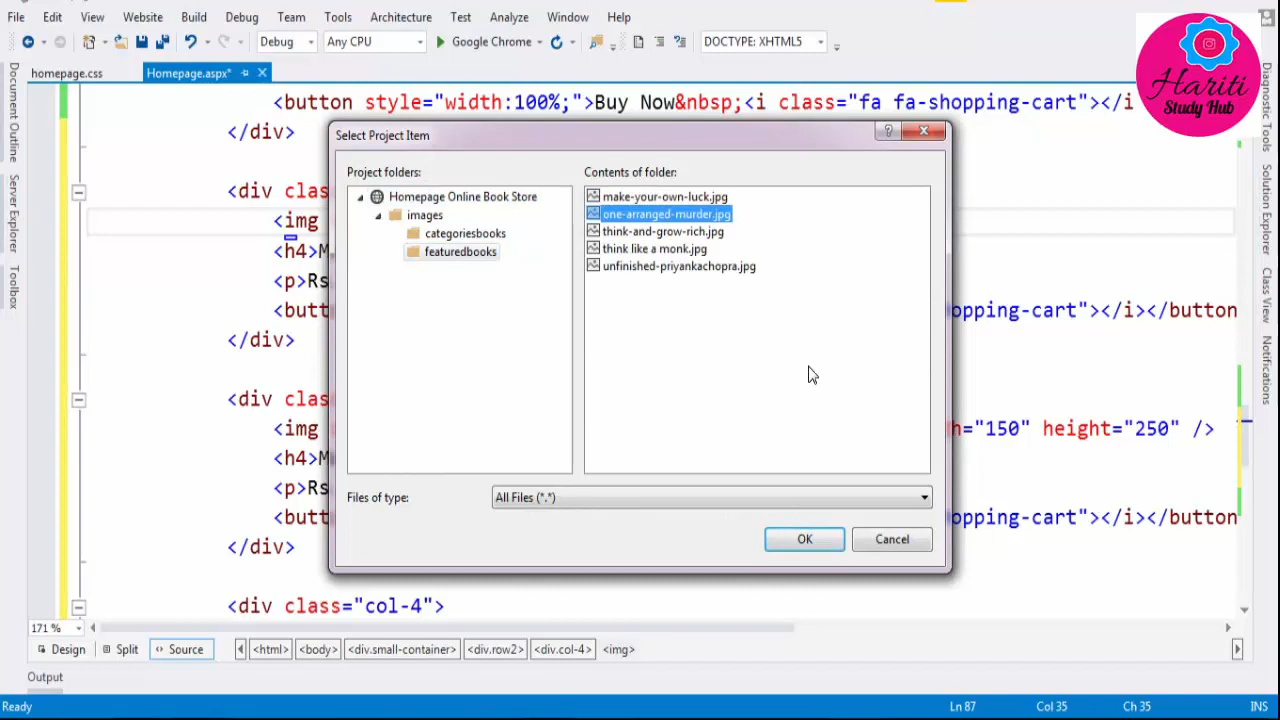 File Edit View Website Build Debug Team Tools Architecture Test Analyze Window Help
Debug Any CPU Google Chrome DOCTYPE: XHTML5
Hariti
Study Hub
homepage.css Homepage.aspx*
Document Outline
Server Explorer
Toolbox
Diagnostic Tools
Solution Explorer
Class View
Notifications
<button style="width:100%;">Buy Now&nbsp;<i class="fa fa-shopping-cart"></i
</div>
<div clas
<img
<h4>M
<p>Rs
<butt opping-cart"></i></button
</div>
<div clas
<img h="150" height="250" />
<h4>M
<p>Rs
<butt opping-cart"></i></button
</div>
<div class="col-4">
Select Project Item
Project folders: Contents of folder:
Homepage Online Book Store
images
categoriesbooks
featuredbooks
make-your-own-luck.jpg
one-arranged-murder.jpg
think-and-grow-rich.jpg
think like a monk.jpg
unfinished-priyankachopra.jpg
Files of type: All Files (*.*)
OK Cancel
171 %
Design Split Source <html> <body> <div.small-container> <div.row2> <div.col-4> <img>
Output
Ready Ln 87 Col 35 Ch 35 INS